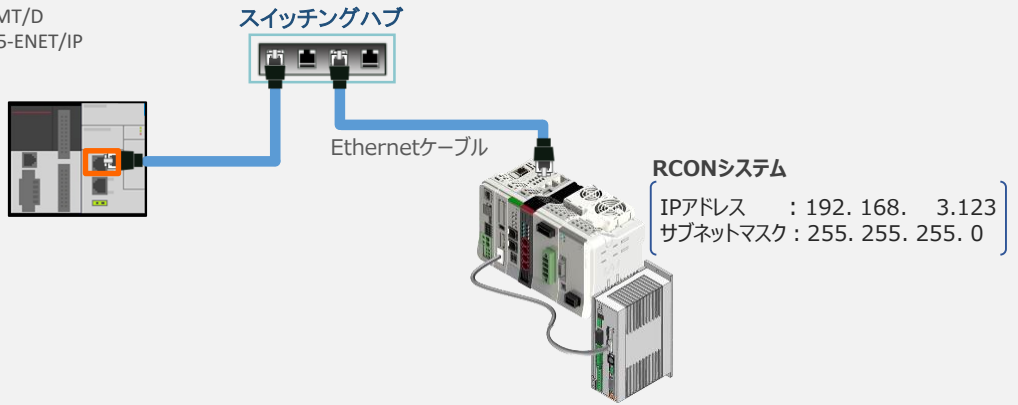 MT/D
5-ENET/IP
スイッチングハブ
Ethernetケーブル
RCONシステム
IPアドレス : 192. 168. 3.123
サブネットマスク : 255. 255. 255. 0